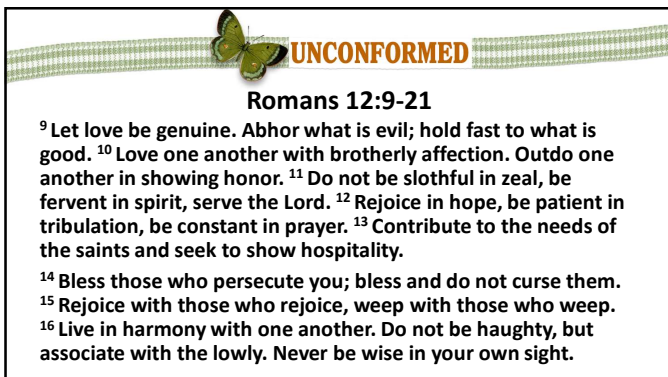 UNCONFORMED
Romans 12:9-21
9 Let love be genuine. Abhor what is evil; hold fast to what is
good. 10 Love one another with brotherly affection. Outdo one
another in showing honor. 11 Do not be slothful in zeal, be
fervent in spirit, serve the Lord. 12 Rejoice in hope, be patient in
tribulation, be constant in prayer. 13 Contribute to the needs of
the saints and seek to show hospitality.
14 Bless those who persecute you; bless and do not curse them.
15 Rejoice with those who rejoice, weep with those who weep.
16 Live in harmony with one another. Do not be haughty, but
associate with the lowly. Never be wise in your own sight.